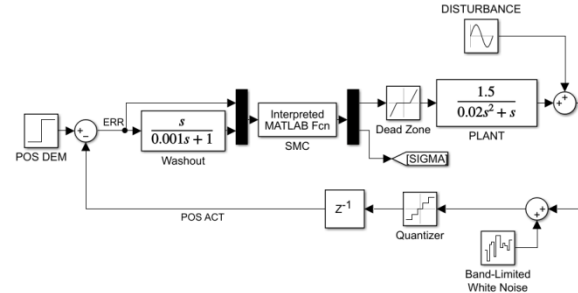 DISTURBANCE
+
+
POS DEM
+
−
ERR
s
0.001s + 1
Washout
Interpreted
MATLAB Fcn
SMC
Dead Zone
1.5
0.02s² + s
PLANT
[SIGMA]
POS ACT
Z⁻¹
Quantizer
+
+
Band-Limited
White Noise